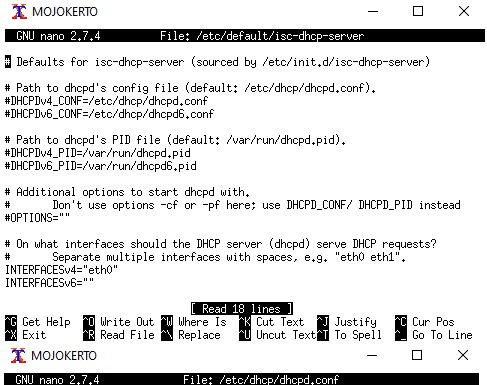 MOJOKERTO
GNU nano 2.7.4 File: /etc/default/isc-dhcp-server
# Defaults for isc-dhcp-server (sourced by /etc/init.d/isc-dhcp-server)
# Path to dhcpd's config file (default: /etc/dhcp/dhcpd.conf).
#DHCPDv4_CONF=/etc/dhcp/dhcpd.conf
#DHCPDv6_CONF=/etc/dhcp/dhcpd6.conf
# Path to dhcpd's PID file (default: /var/run/dhcpd.pid).
#DHCPDv4_PID=/var/run/dhcpd.pid
#DHCPDv6_PID=/var/run/dhcpd6.pid
# Additional options to start dhcpd with.
# Don't use options -cf or -pf here; use DHCPD_CONF/ DHCPD_PID instead
#OPTIONS=""
# On what interfaces should the DHCP server (dhcpd) serve DHCP requests?
# Separate multiple interfaces with spaces, e.g. "eth0 eth1".
INTERFACESv4="eth0"
INTERFACESv6=""
[ Read 18 lines ]
^G Get Help ^O Write Out ^W Where Is ^K Cut Text ^J Justify ^C Cur Pos
^X Exit ^R Read File ^\ Replace ^U Uncut Text^T To Spell ^_ Go To Line
MOJOKERTO
GNU nano 2.7.4 File: /etc/dhcp/dhcpd.conf